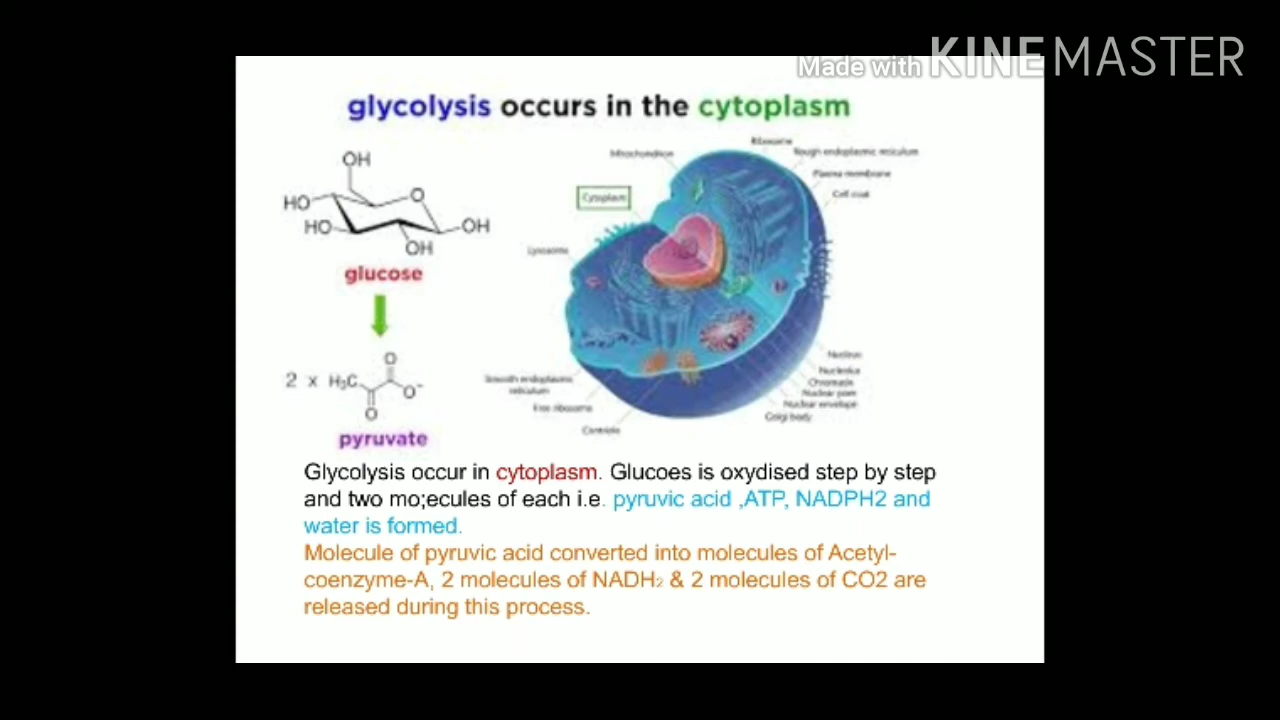 Made with KINEMASTER
glycolysis occurs in the cytoplasm
Ribosome
Mitochondrion
Rough endoplasmic reticulum
Plasma membrane
Cell coat
Cytoplasm
Lysosome
OH
HO
O
HO
OH
OH
glucose
O
2 x H₃C
O⁻
O
pyruvate
Nucleus
Nucleolus
Chromatin
Nuclear pore
Nuclear envelope
Golgi body
Smooth endoplasmic
reticulum
Free ribosome
Centriole
Glycolysis occur in cytoplasm. Glucoes is oxydised step by step
and two mo;ecules of each i.e. pyruvic acid ,ATP, NADPH2 and
water is formed.
Molecule of pyruvic acid converted into molecules of Acetyl-
coenzyme-A, 2 molecules of NADH₂ & 2 molecules of CO2 are
released during this process.